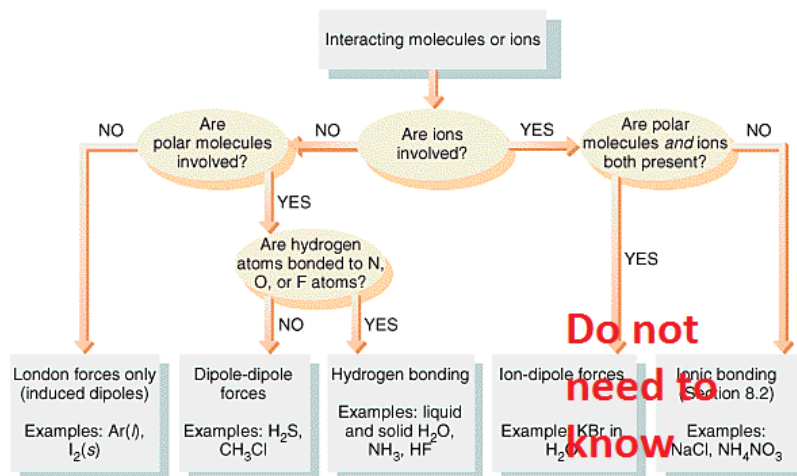 Interacting molecules or ions
NO
Are
polar molecules
involved?
NO
Are ions
involved?
YES
Are polar
molecules and ions
both present?
NO
YES
Are hydrogen
atoms bonded to N,
O, or F atoms?
YES
NO
YES
Do not
need to
know
London forces only
(induced dipoles)
Examples: Ar(l),
I₂(s)
Dipole-dipole
forces
Examples: H₂S,
CH₃Cl
Hydrogen bonding
Examples: liquid
and solid H₂O,
NH₃, HF
Ion-dipole forces
Example: KBr in
H₂O
Ionic bonding
(Section 8.2)
Examples:
NaCl, NH₄NO₃